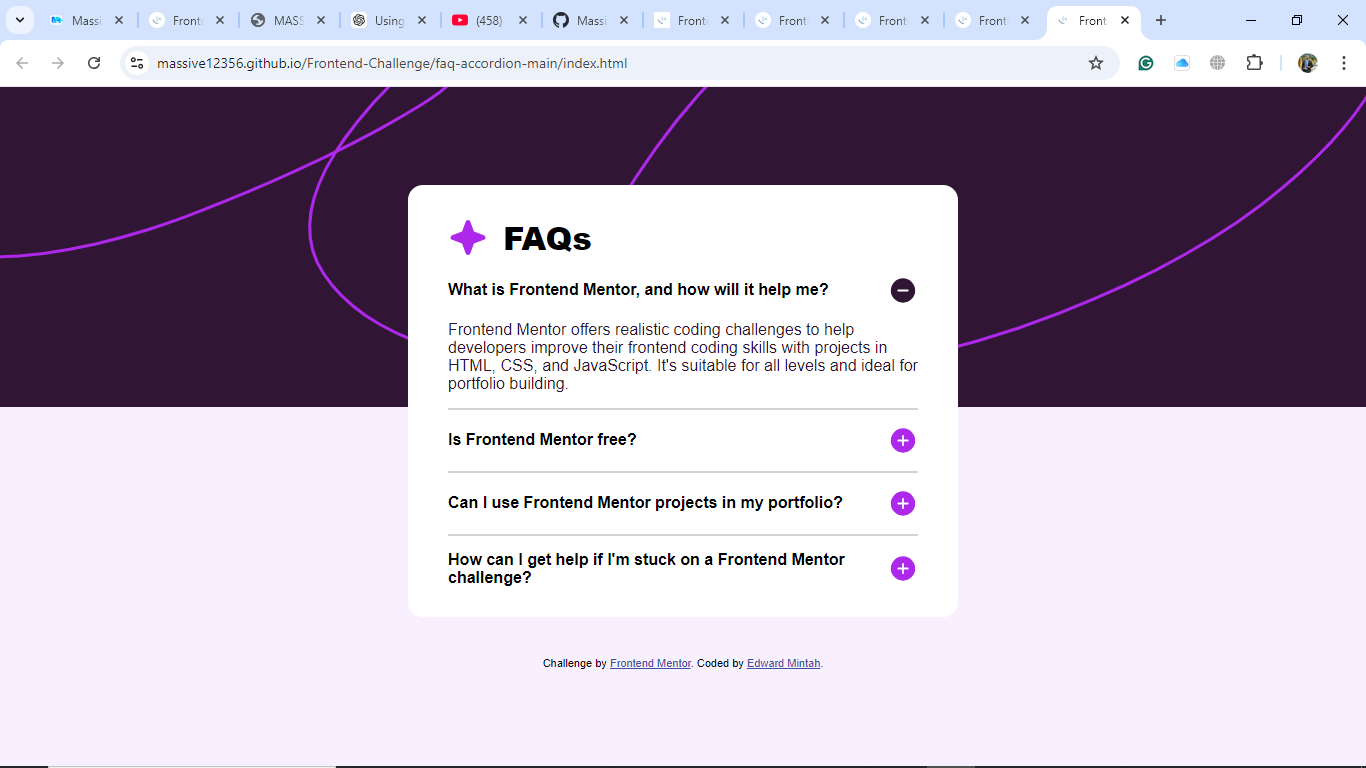 Massi
Front
MASS
Using
(458)
Massi
Front
Front
Front
Front
Front
massive12356.github.io/Frontend-Challenge/faq-accordion-main/index.html
FAQs
What is Frontend Mentor, and how will it help me?
Frontend Mentor offers realistic coding challenges to help
developers improve their frontend coding skills with projects in
HTML, CSS, and JavaScript. It's suitable for all levels and ideal for
portfolio building.
Is Frontend Mentor free?
Can I use Frontend Mentor projects in my portfolio?
How can I get help if I'm stuck on a Frontend Mentor
challenge?
Challenge by Frontend Mentor. Coded by Edward Mintah.